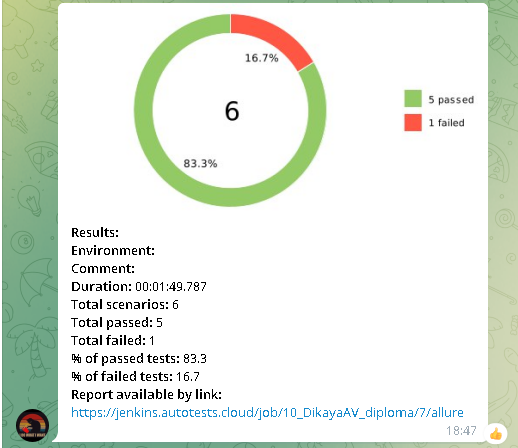 16.7%
6
5 passed
1 failed
83.3%
Results:
Environment:
Comment:
Duration: 00:01:49.787
Total scenarios: 6
Total passed: 5
Total failed: 1
% of passed tests: 83.3
% of failed tests: 16.7
Report available by link:
https://jenkins.autotests.cloud/job/10_DikayaAV_diploma/7/allure
18:47